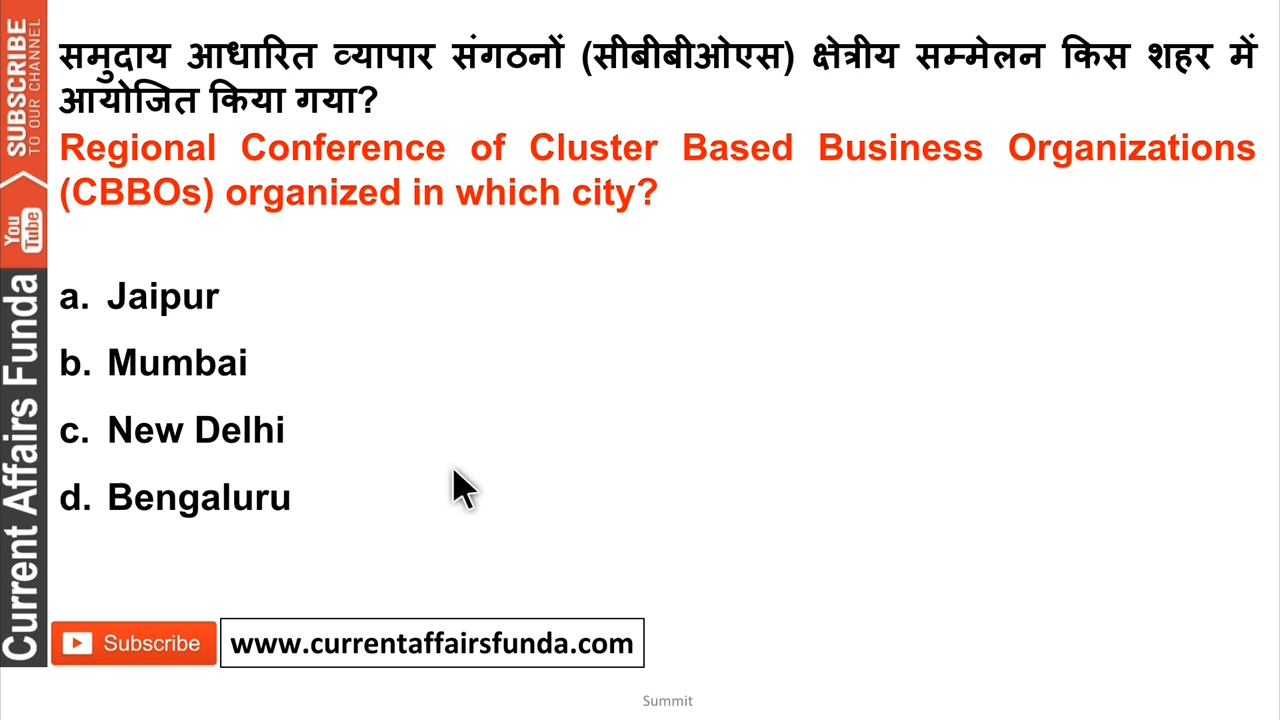 समुदाय आधारित व्यापार संगठनों (सीबीबीओएस) क्षेत्रीय सम्मेलन किस शहर में
आयोजित किया गया?
Regional Conference of Cluster Based Business Organizations
(CBBOs) organized in which city?
a. Jaipur
b. Mumbai
c. New Delhi
d. Bengaluru
SUBSCRIBE
TO OUR CHANNEL
You
Tube
Current Affairs Funda
Subscribe
www.currentaffairsfunda.com
Summit